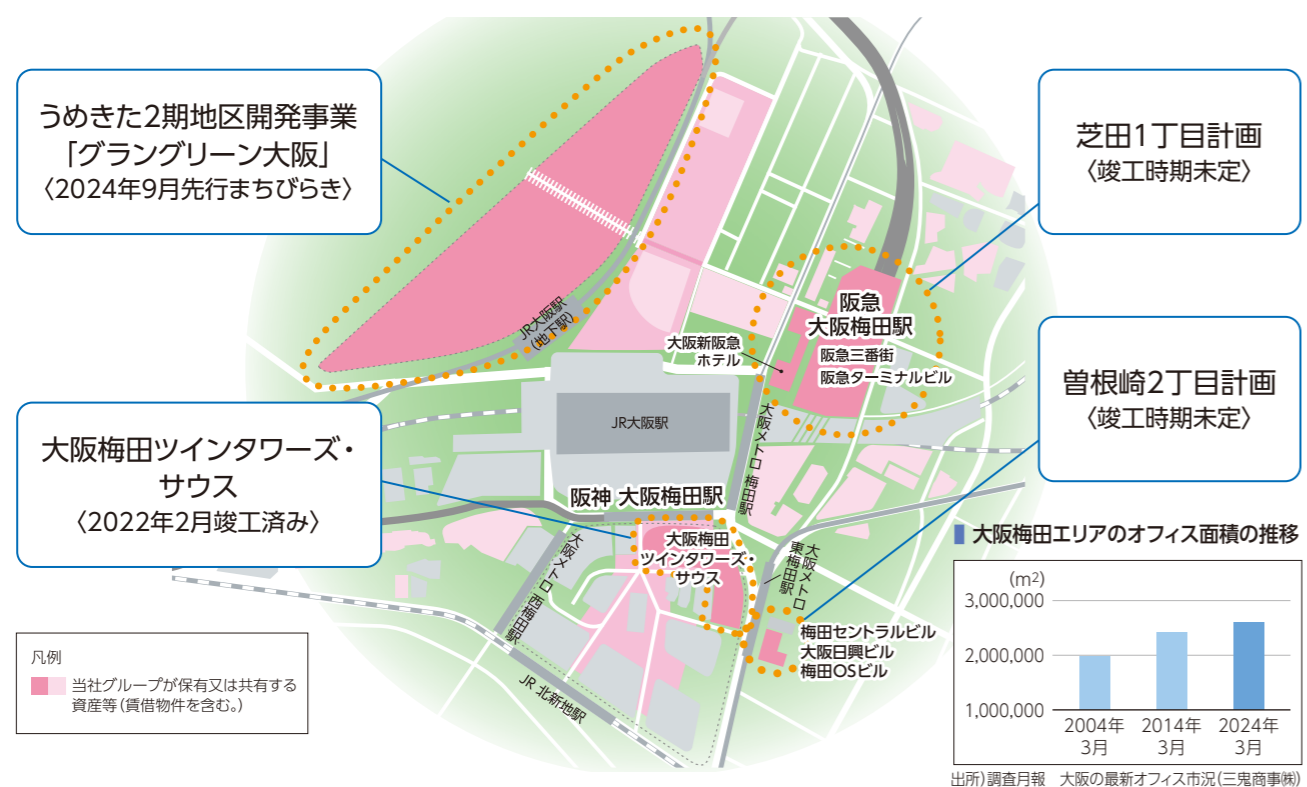 うめきた2期地区開発事業
「グラングリーン大阪」
〈2024年9月先行まちびらき〉
芝田1丁目計画
〈竣工時期未定〉
曽根崎2丁目計画
〈竣工時期未定〉
大阪梅田ツインタワーズ・
サウス
〈2022年2月竣工済み〉
JR大阪駅
(地下駅)
大阪新阪急
ホテル
阪急
大阪梅田駅
阪急三番街
阪急ターミナルビル
JR大阪駅
大阪メトロ 梅田駅
阪神 大阪梅田駅
大阪梅田
ツインタワーズ・
サウス
大阪メトロ 西梅田駅
大阪メトロ
東梅田駅
梅田セントラルビル
大阪日興ビル
梅田OSビル
JR 北新地駅
凡例
当社グループが保有又は共有する
資産等(賃借物件を含む。)
大阪梅田エリアのオフィス面積の推移
(m²)
3,000,000
2,000,000
1,000,000
2004年
3月
2014年
3月
2024年
3月
出所)調査月報 大阪の最新オフィス市況(三鬼商事㈱)